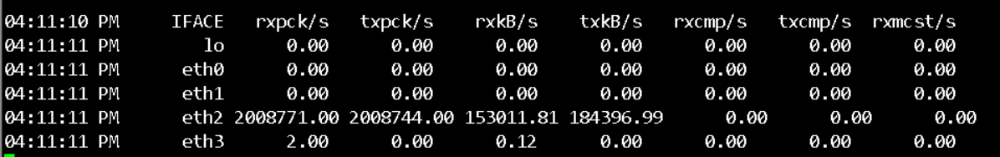 04:11:10 PM     IFACE   rxpck/s   txpck/s    rxkB/s    txkB/s   rxcmp/s   txcmp/s  rxmcst/s
04:11:11 PM        lo      0.00      0.00      0.00      0.00      0.00      0.00      0.00
04:11:11 PM      eth0      0.00      0.00      0.00      0.00      0.00      0.00      0.00
04:11:11 PM      eth1      0.00      0.00      0.00      0.00      0.00      0.00      0.00
04:11:11 PM      eth2 2008771.00 2008744.00 153011.81 184396.99      0.00      0.00      0.00
04:11:11 PM      eth3      2.00      0.00      0.12      0.00      0.00      0.00      0.00